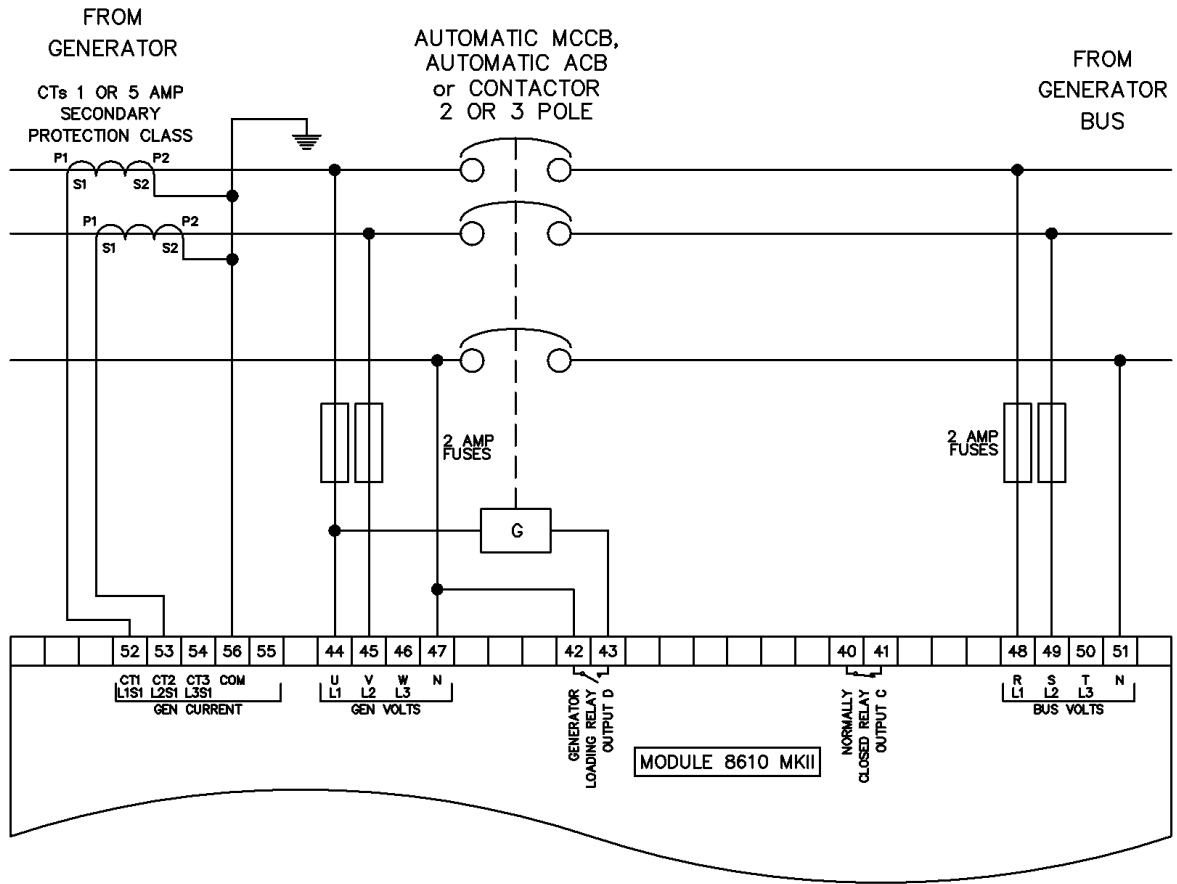 FROM
GENERATOR
CTs 1 OR 5 AMP
SECONDARY
PROTECTION CLASS
AUTOMATIC MCCB,
AUTOMATIC ACB
or CONTACTOR
2 OR 3 POLE
FROM
GENERATOR
BUS
P1 P2
S1 S2
P1 P2
S1 S2
2 AMP
FUSES
2 AMP
FUSES
G
52 53 54 56 55 44 45 46 47 42 43 40 41 48 49 50 51
CT1 CT2 CT3 COM
L1S1 L2S1 L3S1
GEN CURRENT
U V W N
L1 L2 L3
GEN VOLTS
GENERATOR
LOADING RELAY
OUTPUT D
NORMALLY
CLOSED RELAY
OUTPUT C
R S T N
L1 L2 L3
BUS VOLTS
MODULE 8610 MKII